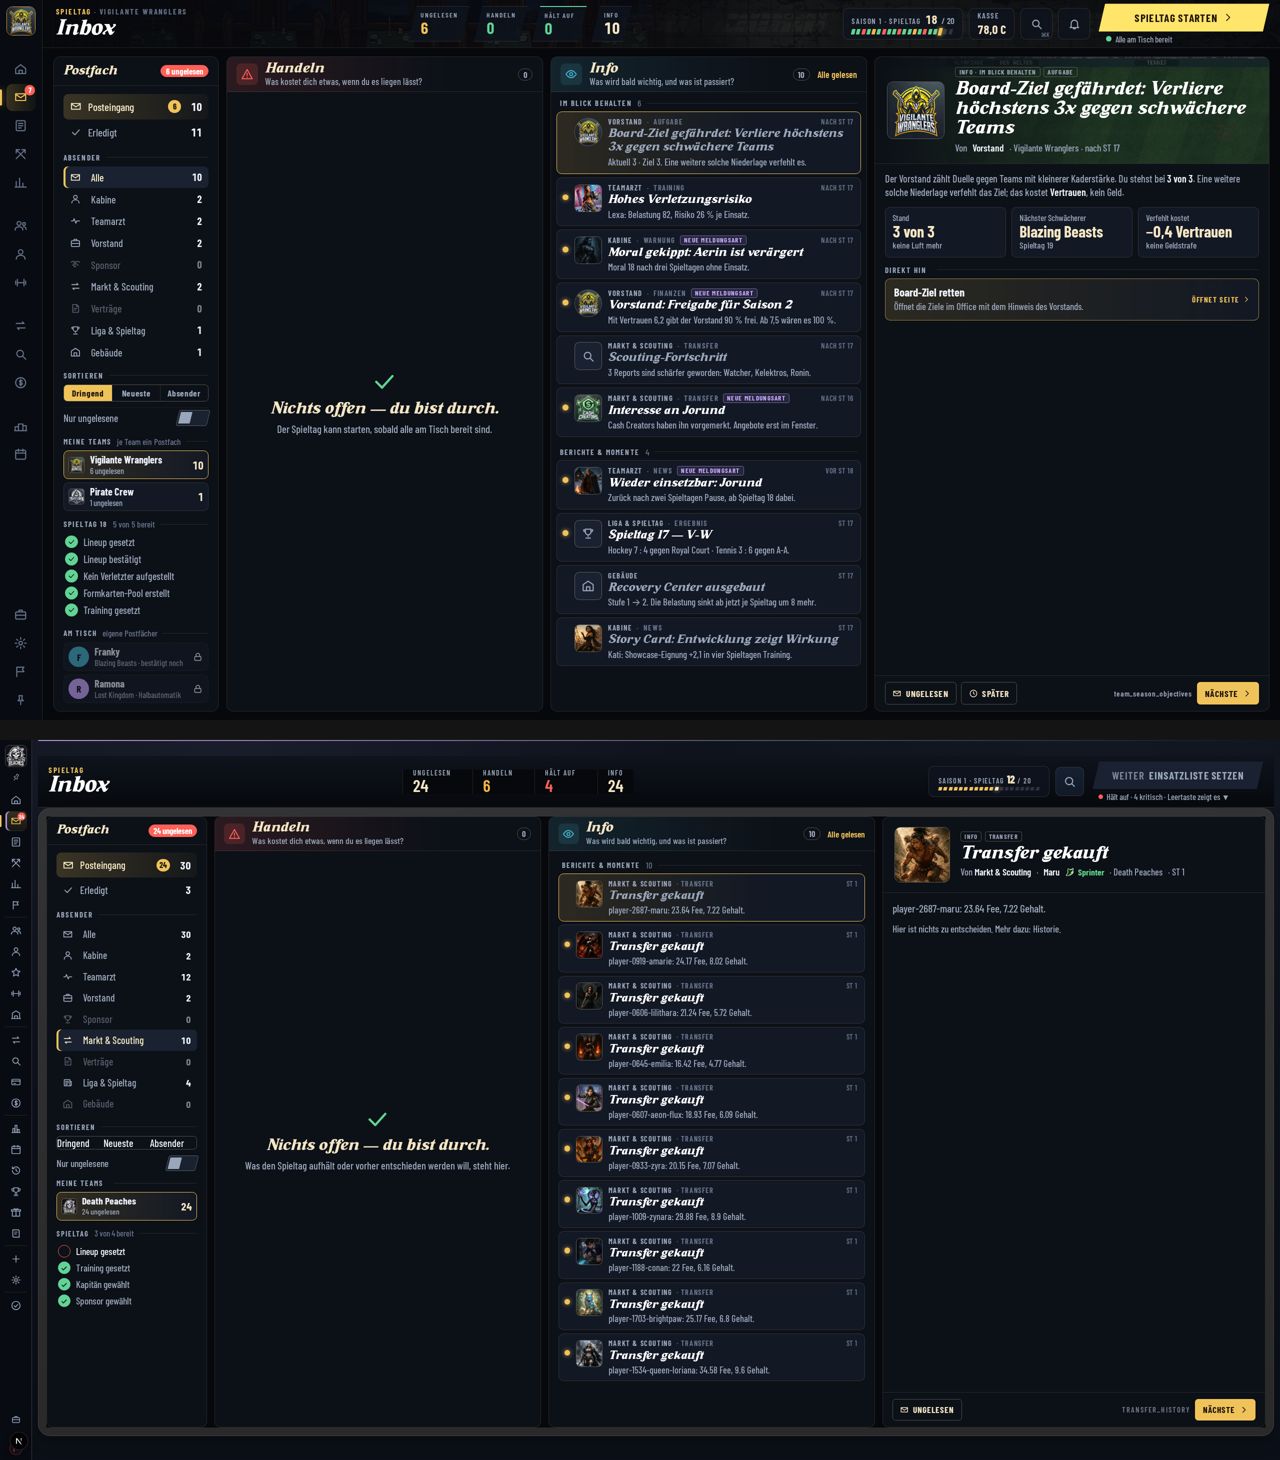 SPIELTAG · VIGILANTE WRANGLERS
Inbox
UNGELESEN
6
HANDELN
0
HÄLT AUF
0
INFO
10
SAISON 1 · SPIELTAG 18 / 20
KASSE
78,0 C
SPIELTAG STARTEN
Alle am Tisch bereit
7
Postfach
6 ungelesen
Posteingang 6 10
Erledigt 11
ABSENDER
Alle 10
Kabine 2
Teamarzt 2
Vorstand 2
Sponsor 0
Markt & Scouting 2
Verträge 0
Liga & Spieltag 1
Gebäude 1
SORTIEREN
Dringend Neueste Absender
Nur ungelesene
MEINE TEAMS je Team ein Postfach
Vigilante Wranglers 10
6 ungelesen
Pirate Crew 1
1 ungelesen
SPIELTAG 18 5 von 5 bereit
Lineup gesetzt
Lineup bestätigt
Kein Verletzter aufgestellt
Formkarten-Pool erstellt
Training gesetzt
AM TISCH eigene Postfächer
F
Franky
Blazing Beasts · bestätigt noch
R
Ramona
Lost Kingdom · Halbautomatik
Handeln
Was kostet dich etwas, wenn du es liegen lässt?
0
Nichts offen — du bist durch.
Der Spieltag kann starten, sobald alle am Tisch bereit sind.
Info
Was wird bald wichtig, und was ist passiert?
10
Alle gelesen
IM BLICK BEHALTEN 6
VORSTAND · AUFGABE NACH ST 17
Board-Ziel gefährdet: Verliere höchstens
3x gegen schwächere Teams
Aktuell 3 · Ziel 3. Eine weitere solche Niederlage verfehlt es.
TEAMARZT · TRAINING NACH ST 17
Hohes Verletzungsrisiko
Lexa: Belastung 82, Risiko 26 % je Einsatz.
KABINE · WARNUNG NEUE MELDUNGSART NACH ST 17
Moral gekippt: Aerin ist verärgert
Moral 18 nach drei Spieltagen ohne Einsatz.
VORSTAND · FINANZEN NEUE MELDUNGSART NACH ST 17
Vorstand: Freigabe für Saison 2
Mit Vertrauen 6,2 gibt der Vorstand 90 % frei. Ab 7,5 wären es 100 %.
MARKT & SCOUTING · TRANSFER NACH ST 17
Scouting-Fortschritt
3 Reports sind schärfer geworden: Watcher, Kelektros, Ronin.
MARKT & SCOUTING · TRANSFER NEUE MELDUNGSART NACH ST 16
Interesse an Jorund
Cash Creators haben ihn vorgemerkt. Angebote erst im Fenster.
BERICHTE & MOMENTE 4
TEAMARZT · NEWS NEUE MELDUNGSART VOR ST 18
Wieder einsetzbar: Jorund
Zurück nach zwei Spieltagen Pause, ab Spieltag 18 dabei.
LIGA & SPIELTAG · ERGEBNIS ST 17
Spieltag 17 — V-W
Hockey 7 : 4 gegen Royal Court · Tennis 3 : 6 gegen A-A.
GEBÄUDE ST 17
Recovery Center ausgebaut
Stufe 1 → 2. Die Belastung sinkt ab jetzt je Spieltag um 8 mehr.
KABINE · NEWS ST 17
Story Card: Entwicklung zeigt Wirkung
Kati: Showcase-Eignung +2,1 in vier Spieltagen Training.
INFO · IM BLICK BEHALTEN AUFGABE
Board-Ziel gefährdet: Verliere
höchstens 3x gegen schwächere
Teams
Von Vorstand · Vigilante Wranglers · nach ST 17
Der Vorstand zählt Duelle gegen Teams mit kleinerer Kaderstärke. Du stehst bei 3 von 3. Eine weitere
solche Niederlage verfehlt das Ziel; das kostet Vertrauen, kein Geld.
Stand
3 von 3
keine Luft mehr
Nächster Schwächerer
Blazing Beasts
Spieltag 19
Verfehlt kostet
−0,4 Vertrauen
keine Geldstrafe
DIREKT HIN
Board-Ziel retten
Öffnet die Ziele im Office mit dem Hinweis des Vorstands.
ÖFFNET SEITE
UNGELESEN
SPÄTER
team_season_objectives
NÄCHSTE
SPIELTAG
Inbox
UNGELESEN
24
HANDELN
6
HÄLT AUF
4
INFO
24
SAISON 1 · SPIELTAG 12 / 20
WEITER EINSATZLISTE SETZEN
Hält auf · 4 kritisch · Leertaste zeigt es ▼
24
Postfach
24 ungelesen
Posteingang 24 30
Erledigt 3
ABSENDER
Alle 30
Kabine 2
Teamarzt 12
Vorstand 2
Sponsor 0
Markt & Scouting 10
Verträge 0
Liga & Spieltag 4
Gebäude 0
SORTIEREN
Dringend Neueste Absender
Nur ungelesene
MEINE TEAMS
Death Peaches 24
24 ungelesen
SPIELTAG 3 von 4 bereit
Lineup gesetzt
Training gesetzt
Kapitän gewählt
Sponsor gewählt
N
Handeln
Was kostet dich etwas, wenn du es liegen lässt?
0
Nichts offen — du bist durch.
Was den Spieltag aufhält oder vorher entschieden werden will, steht hier.
Info
Was wird bald wichtig, und was ist passiert?
10
Alle gelesen
BERICHTE & MOMENTE 10
MARKT & SCOUTING · TRANSFER ST 1
Transfer gekauft
player-2687-maru: 23.64 Fee, 7.22 Gehalt.
MARKT & SCOUTING · TRANSFER ST 1
Transfer gekauft
player-0919-amarie: 24.17 Fee, 8.02 Gehalt.
MARKT & SCOUTING · TRANSFER ST 1
Transfer gekauft
player-0606-lilithara: 21.24 Fee, 5.72 Gehalt.
MARKT & SCOUTING · TRANSFER ST 1
Transfer gekauft
player-0645-emilia: 16.42 Fee, 4.77 Gehalt.
MARKT & SCOUTING · TRANSFER ST 1
Transfer gekauft
player-0607-aeon-flux: 18.93 Fee, 6.09 Gehalt.
MARKT & SCOUTING · TRANSFER ST 1
Transfer gekauft
player-0933-zyra: 20.15 Fee, 7.07 Gehalt.
MARKT & SCOUTING · TRANSFER ST 1
Transfer gekauft
player-1009-zynara: 29.88 Fee, 8.9 Gehalt.
MARKT & SCOUTING · TRANSFER ST 1
Transfer gekauft
player-1188-conan: 22 Fee, 6.16 Gehalt.
MARKT & SCOUTING · TRANSFER ST 1
Transfer gekauft
player-1703-brightpaw: 25.17 Fee, 6.8 Gehalt.
MARKT & SCOUTING · TRANSFER ST 1
Transfer gekauft
player-1534-queen-loriana: 34.58 Fee, 9.6 Gehalt.
INFO TRANSFER
Transfer gekauft
Von Markt & Scouting · Maru Sprinter · Death Peaches · ST 1
player-2687-maru: 23.64 Fee, 7.22 Gehalt.
Hier ist nichts zu entscheiden. Mehr dazu: Historie.
UNGELESEN
TRANSFER_HISTORY
NÄCHSTE